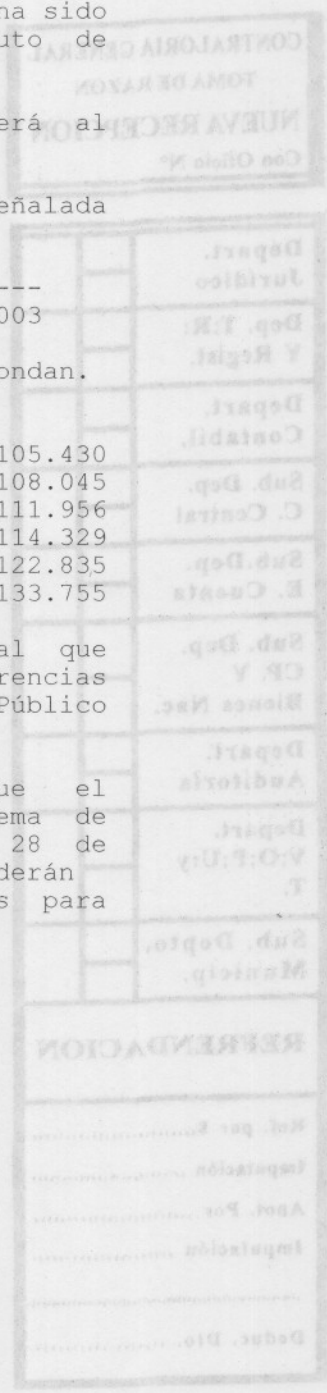 ha sido
uto de
erá al
eñalada
---
003
ondan.
105.430
108.045
111.956
114.329
122.835
133.755
al que
rencias
Público
ue el
ema de
28 de
derán
s para
CONTRALORIA GENERAL
TOMA DE RAZON
NUEVA RECEPCION
Con Oficio Nº
Depart.
Jurídico
Dep. T.R:
Y Regist.
Depart.
Contabil.
Sub. Dep.
C. Central
Sub.Dep.
E. Cuenta
Sub. Dep.
CP. Y
Bienes Nac.
Depart.
Auditoría
Depart.
V:O:P:U:y
T.
Sub. Depto.
Municip.
REFRENDACION
Ref. por $
Imputación
Anot. Por
Imputación
Deduc. Dto.